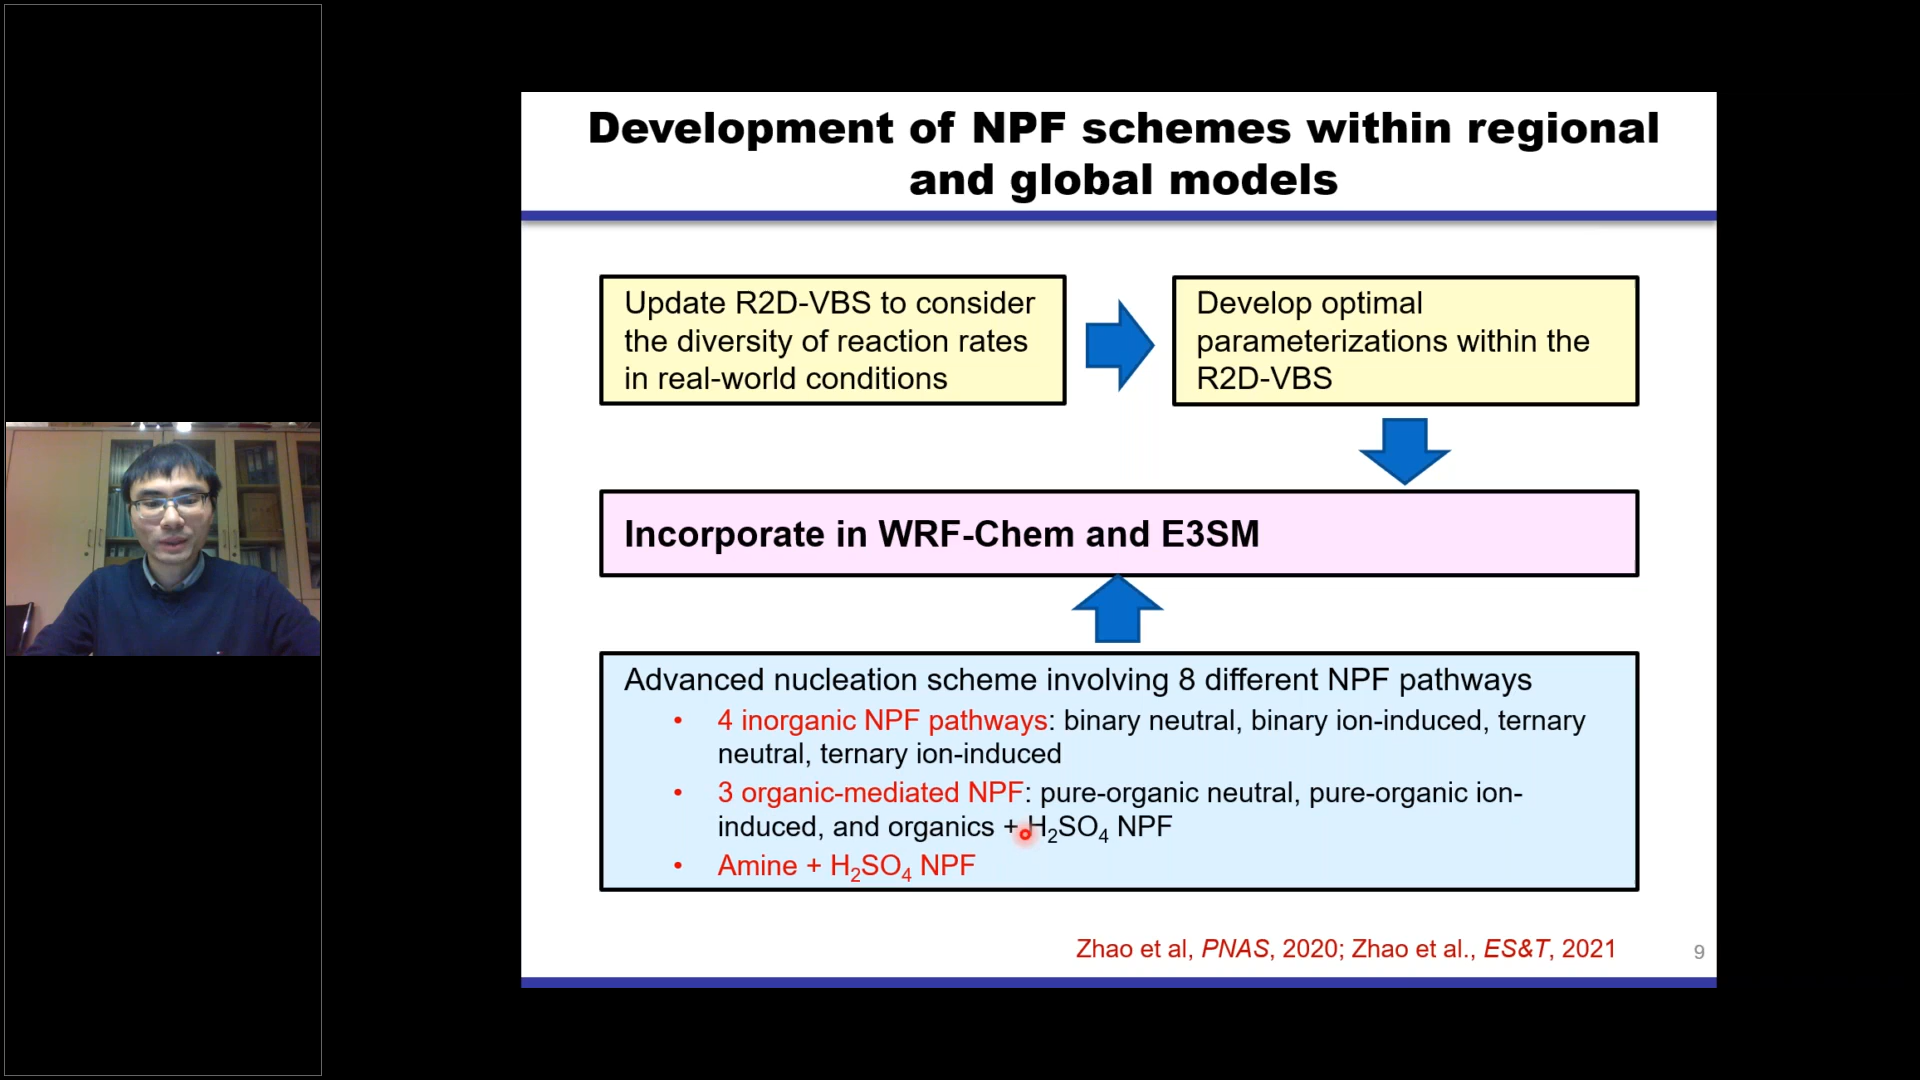 Development of NPF schemes within regional
and global models
Update R2D-VBS to consider
the diversity of reaction rates
in real-world conditions
Develop optimal
parameterizations within the
R2D-VBS
Incorporate in WRF-Chem and E3SM
Advanced nucleation scheme involving 8 different NPF pathways
• 4 inorganic NPF pathways: binary neutral, binary ion-induced, ternary
neutral, ternary ion-induced
• 3 organic-mediated NPF: pure-organic neutral, pure-organic ion-
induced, and organics + H₂SO₄ NPF
• Amine + H₂SO₄ NPF
Zhao et al, PNAS, 2020; Zhao et al., ES&T, 2021
9